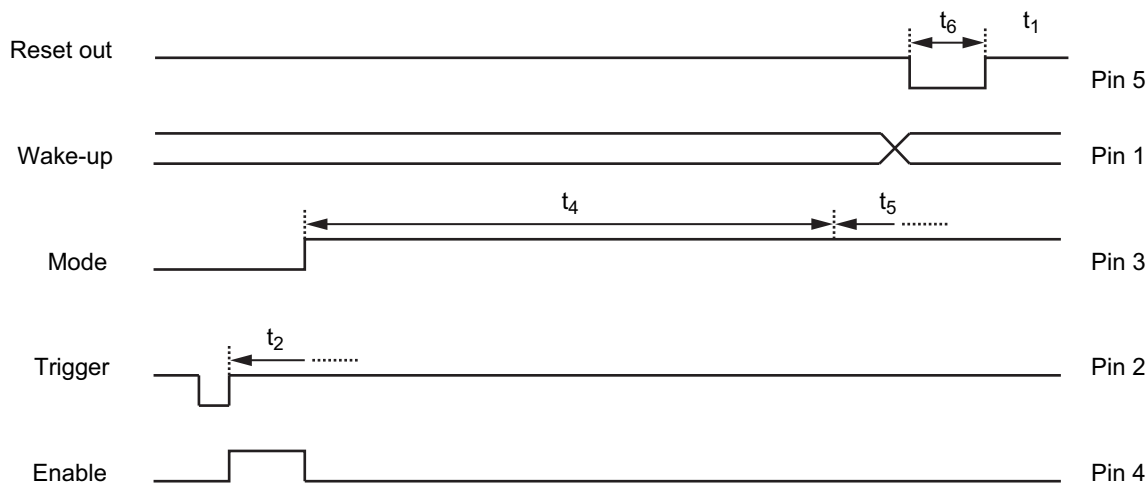 t6 t1
Reset out
Pin 5
Wake-up Pin 1
t4 t5
Mode Pin 3
t2
Trigger Pin 2
Enable Pin 4